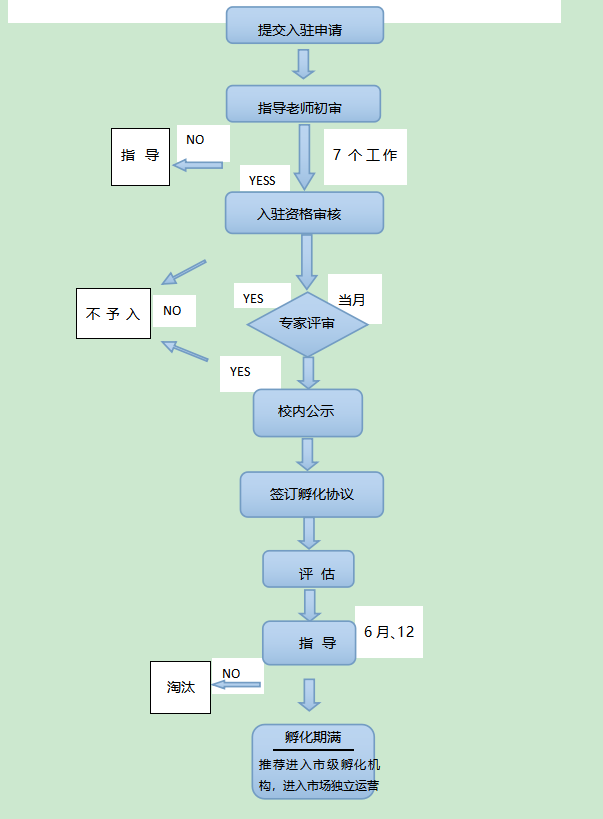 提交入驻申请
指导老师初审
NO
指 导
7 个工作
YESS
入驻资格审核
YES
当月
不 予 入
NO
专家评审
YES
校内公示
签订孵化协议
评 估
指 导
6月、12
NO
淘汰
孵化期满
推荐进入市级孵化机
构，进入市场独立运营